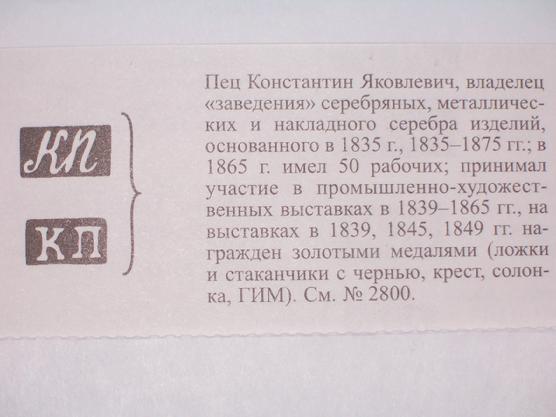 Пец Константин Яковлевич, владелец
«заведения» серебряных, металличес-
ких и накладного серебра изделий,
основанного в 1835 г., 1835–1875 гг.; в
1865 г. имел 50 рабочих; принимал
участие в промышленно-художест-
венных выставках в 1839–1865 гг., на
выставках в 1839, 1845, 1849 гг. на-
гражден золотыми медалями (ложки
и стаканчики с чернью, крест, солон-
ка, ГИМ). См. № 2800.
КП
КП